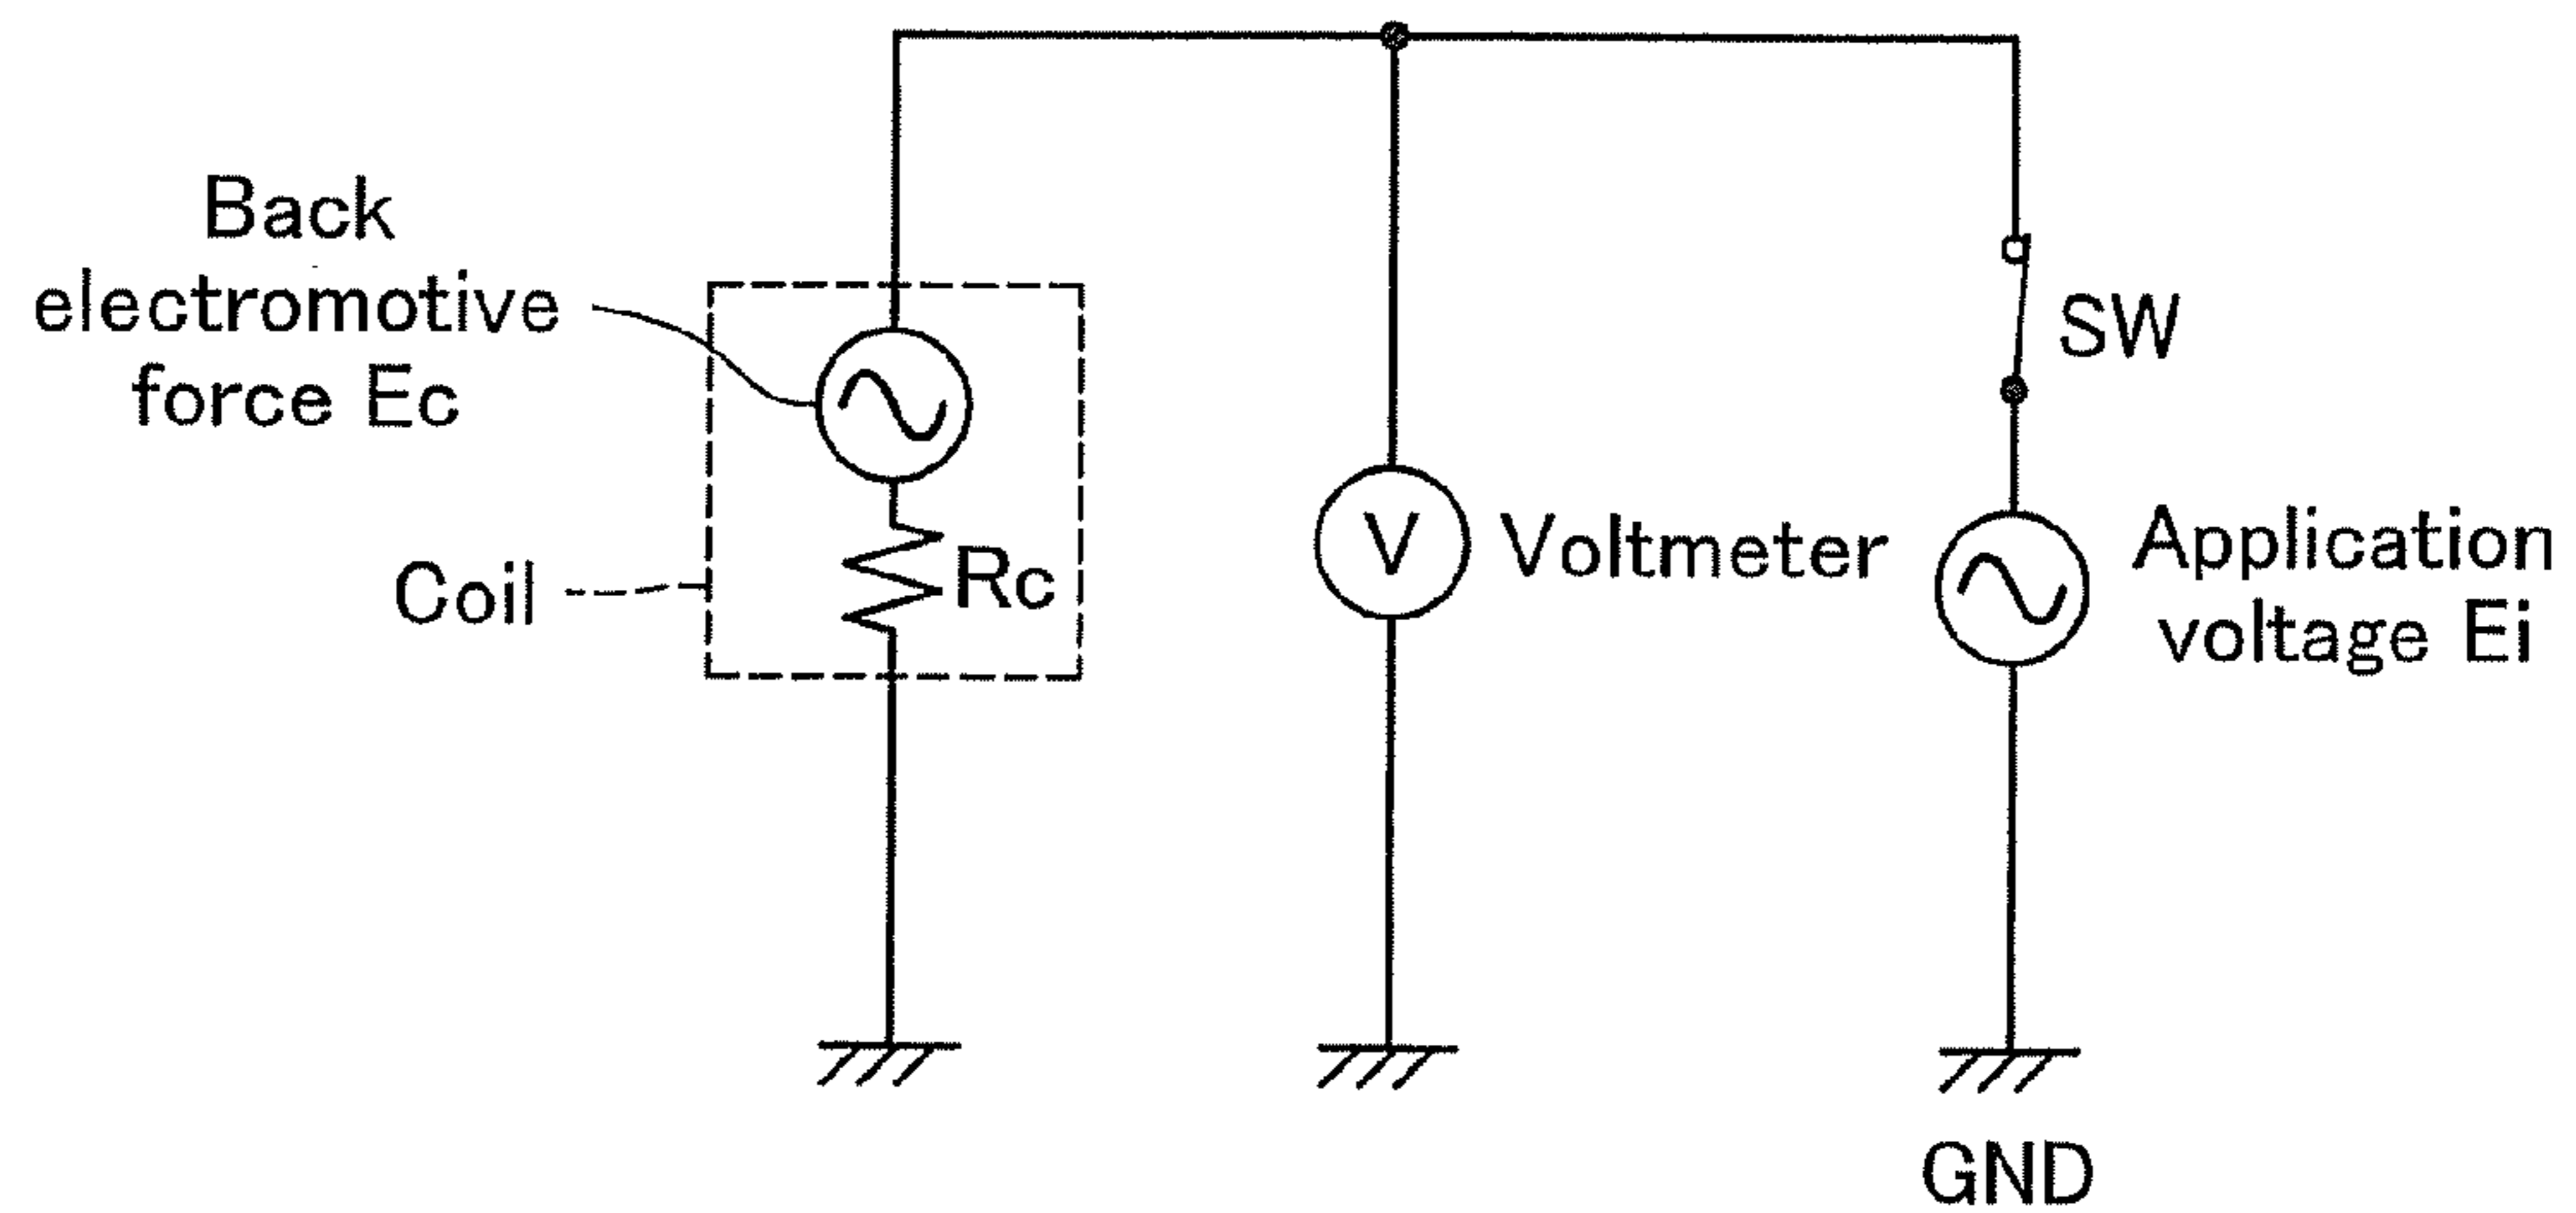 Back
electromotive
force Ec
SW
Coil
Rc
V
Voltmeter
Application
voltage Ei
GND